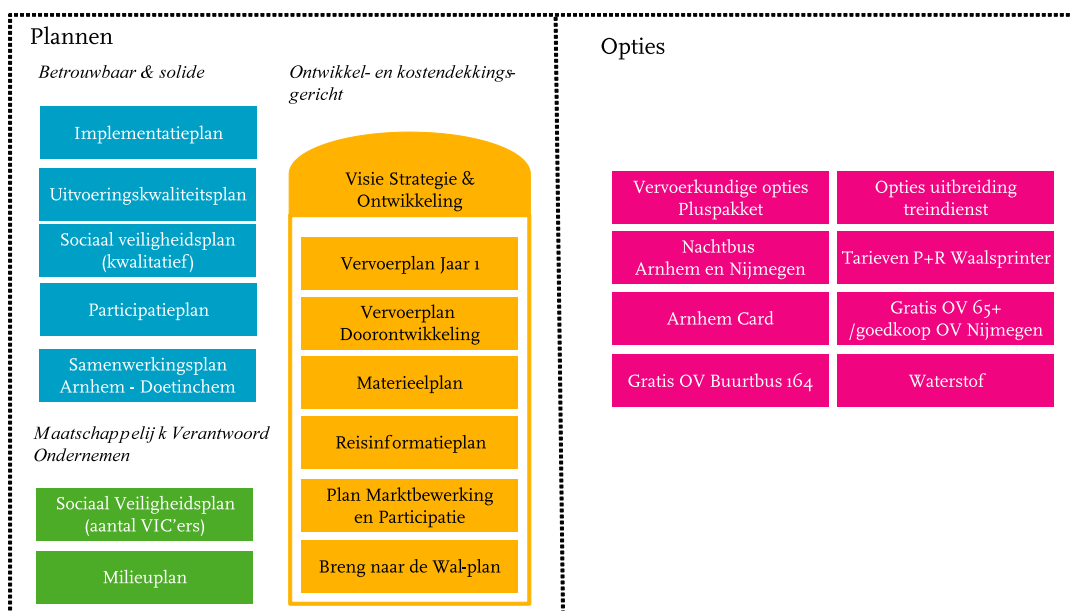 Plannen
Betrouwbaar & solide
Implementatieplan
Uitvoeringskwaliteitsplan
Sociaal veiligheidsplan
(kwalitatief)
Participatieplan
Samenwerkingsplan
Arnhem - Doetinchem
Maatschappelij k Verantwoord
Ondernemen
Sociaal Veiligheidsplan
(aantal VIC'ers)
Milieuplan
Ontwikkel- en kostendekkings-
gericht
Visie Strategie &
Ontwikkeling
Vervoerplan Jaar 1
Vervoerplan
Doorontwikkeling
Materieelplan
Reisinformatieplan
Plan Marktbewerking
en Participatie
Breng naar de Wal-plan
Opties
Vervoerkundige opties
Pluspakket
Opties uitbreiding
treindienst
Nachtbus
Arnhem en Nijmegen
Tarieven P+R Waalsprinter
Arnhem Card
Gratis OV 65+
/goedkoop OV Nijmegen
Gratis OV Buurtbus 164
Waterstof